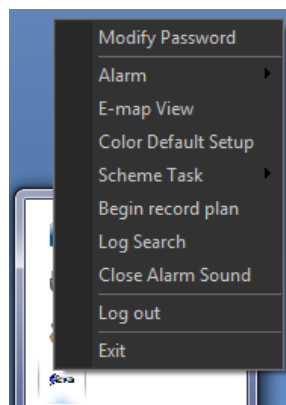 Modify Password
Alarm
E-map View
Color Default Setup
Scheme Task
Begin record plan
Log Search
Close Alarm Sound
Log out
Exit